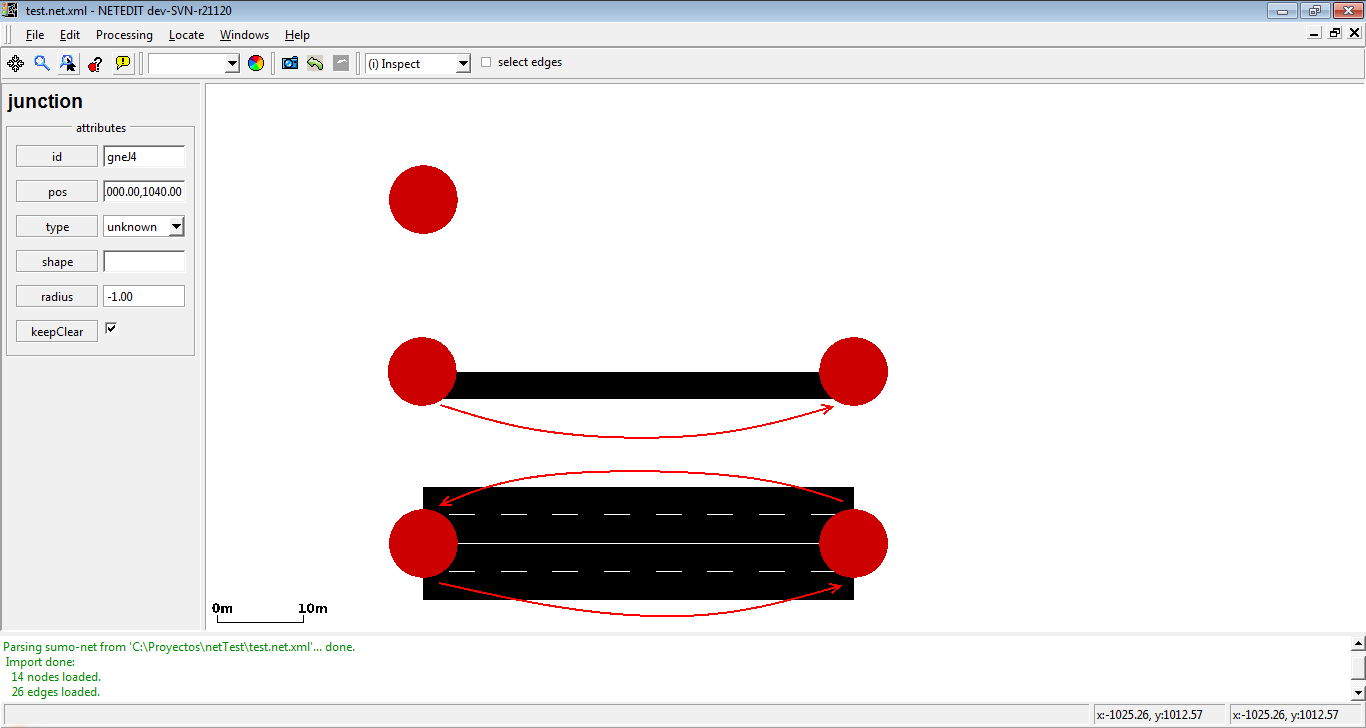 test.net.xml - NETEDIT dev-SVN-r21120
File Edit Processing Locate Windows Help
(i) Inspect select edges
junction
attributes
id gneJ4
pos 000.00,1040.00
type unknown
shape
radius -1.00
keepClear
0m 10m
Parsing sumo-net from 'C:\Proyectos\netTest\test.net.xml'... done.
Import done:
14 nodes loaded.
26 edges loaded.
x:-1025.26, y:1012.57 x:-1025.26, y:1012.57